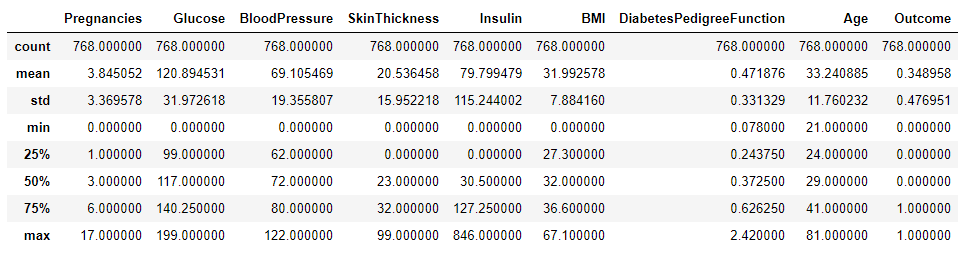 Pregnancies Glucose BloodPressure SkinThickness Insulin BMI DiabetesPedigreeFunction Age Outcome
count 768.000000 768.000000 768.000000 768.000000 768.000000 768.000000 768.000000 768.000000 768.000000
mean 3.845052 120.894531 69.105469 20.536458 79.799479 31.992578 0.471876 33.240885 0.348958
std 3.369578 31.972618 19.355807 15.952218 115.244002 7.884160 0.331329 11.760232 0.476951
min 0.000000 0.000000 0.000000 0.000000 0.000000 0.000000 0.078000 21.000000 0.000000
25% 1.000000 99.000000 62.000000 0.000000 0.000000 27.300000 0.243750 24.000000 0.000000
50% 3.000000 117.000000 72.000000 23.000000 30.500000 32.000000 0.372500 29.000000 0.000000
75% 6.000000 140.250000 80.000000 32.000000 127.250000 36.600000 0.626250 41.000000 1.000000
max 17.000000 199.000000 122.000000 99.000000 846.000000 67.100000 2.420000 81.000000 1.000000